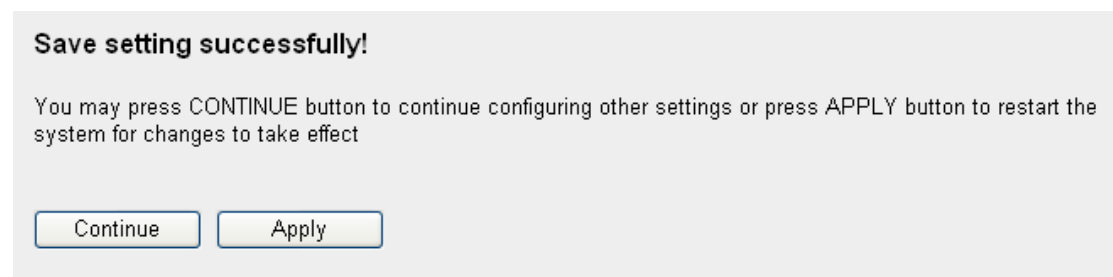 Save setting successfully!
You may press CONTINUE button to continue configuring other settings or press APPLY button to restart the
system for changes to take effect
Continue
Apply